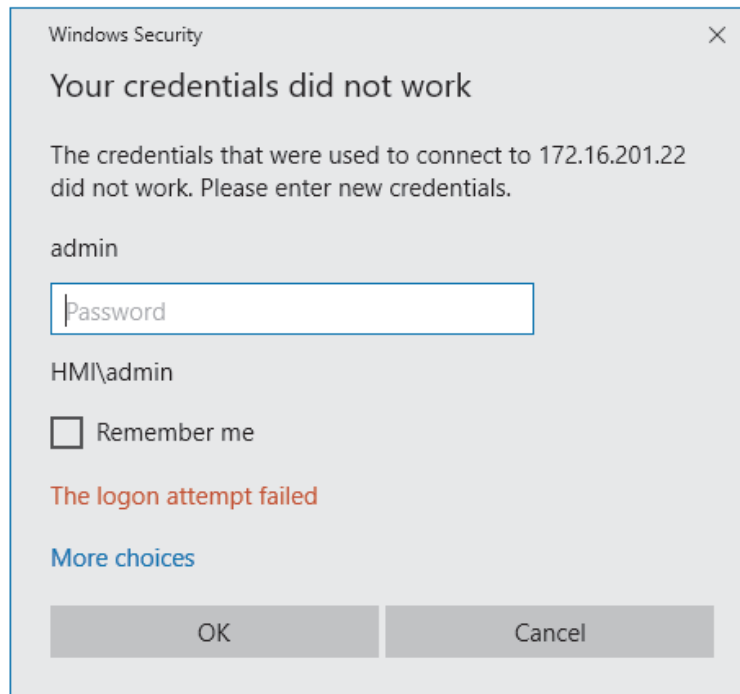 Windows Security
Your credentials did not work
The credentials that were used to connect to 172.16.201.22
did not work. Please enter new credentials.
admin
Password
HMI\admin
Remember me
The logon attempt failed
More choices
OK Cancel